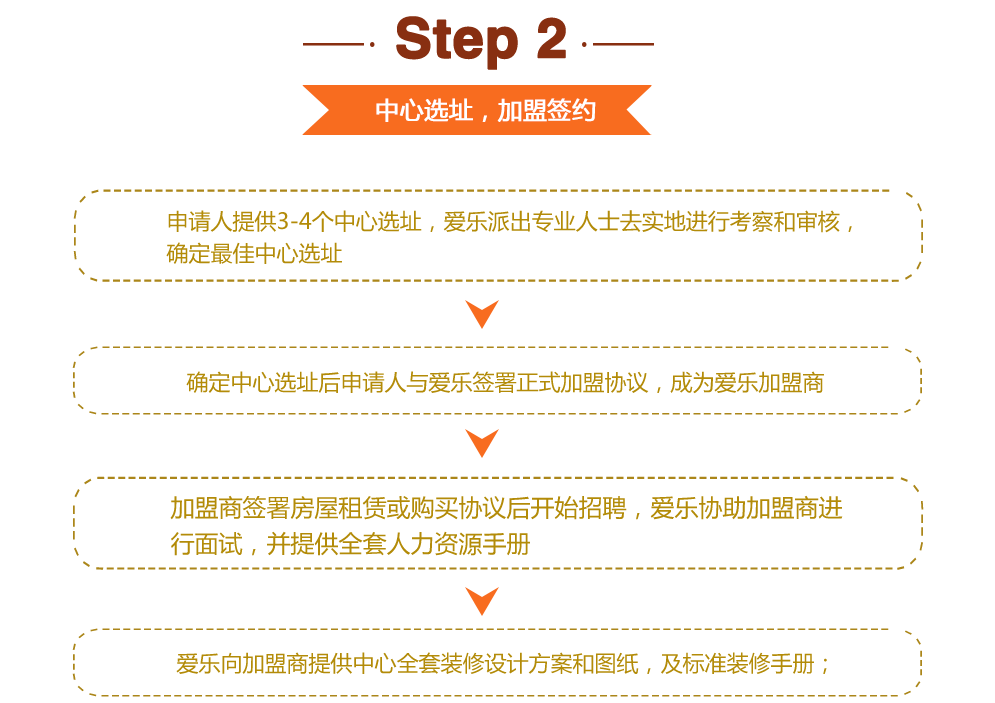 Step 2
中心选址，加盟签约
申请人提供3-4个中心选址，爱乐派出专业人士去实地进行考察和审核，
确定最佳中心选址
确定中心选址后申请人与爱乐签署正式加盟协议，成为爱乐加盟商
加盟商签署房屋租赁或购买协议后开始招聘，爱乐协助加盟商进
行面试，并提供全套人力资源手册
爱乐向加盟商提供中心全套装修设计方案和图纸，及标准装修手册；